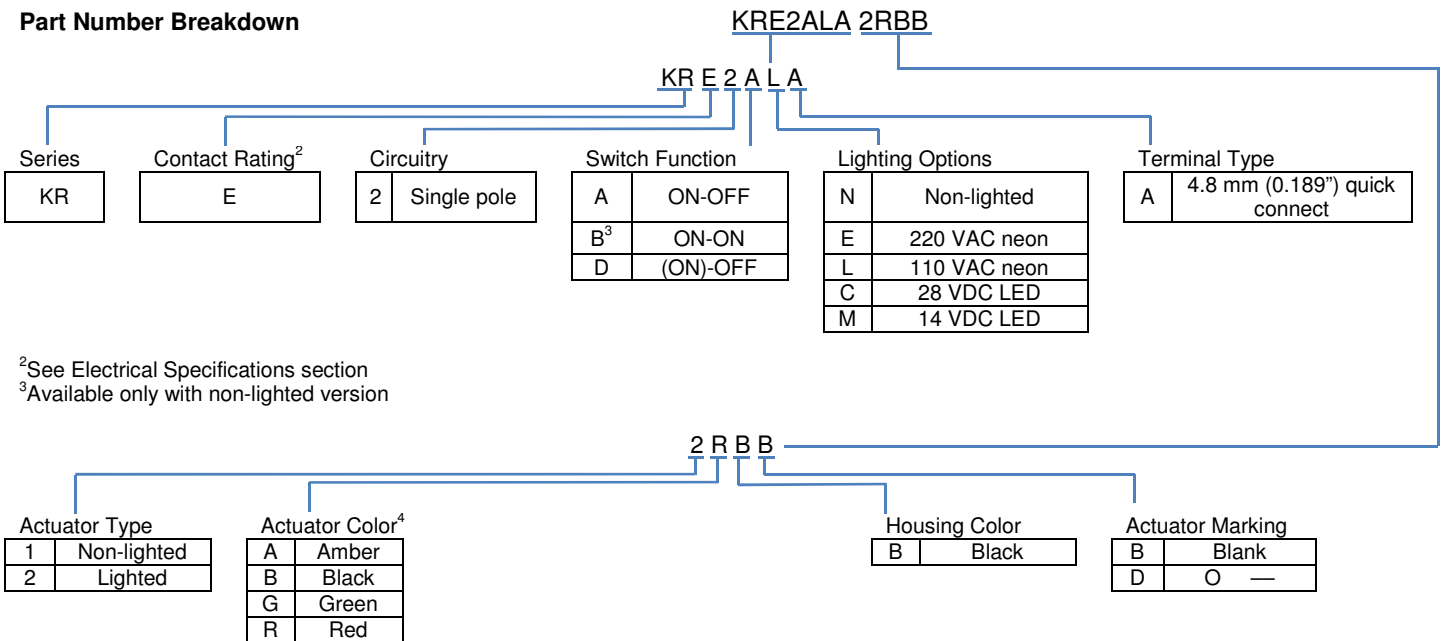 Part Number Breakdown
KRE2ALA 2RBB
KR E 2 A L A
Series
KR
Contact Rating²
E
Circuitry
2 Single pole
Switch Function
A ON-OFF
B³ ON-ON
D (ON)-OFF
Lighting Options
N Non-lighted
E 220 VAC neon
L 110 VAC neon
C 28 VDC LED
M 14 VDC LED
Terminal Type
A 4.8 mm (0.189”) quick
connect
²See Electrical Specifications section
³Available only with non-lighted version
2 R B B
Actuator Type
1 Non-lighted
2 Lighted
Actuator Color⁴
A Amber
B Black
G Green
R Red
Housing Color
B Black
Actuator Marking
B Blank
D O —